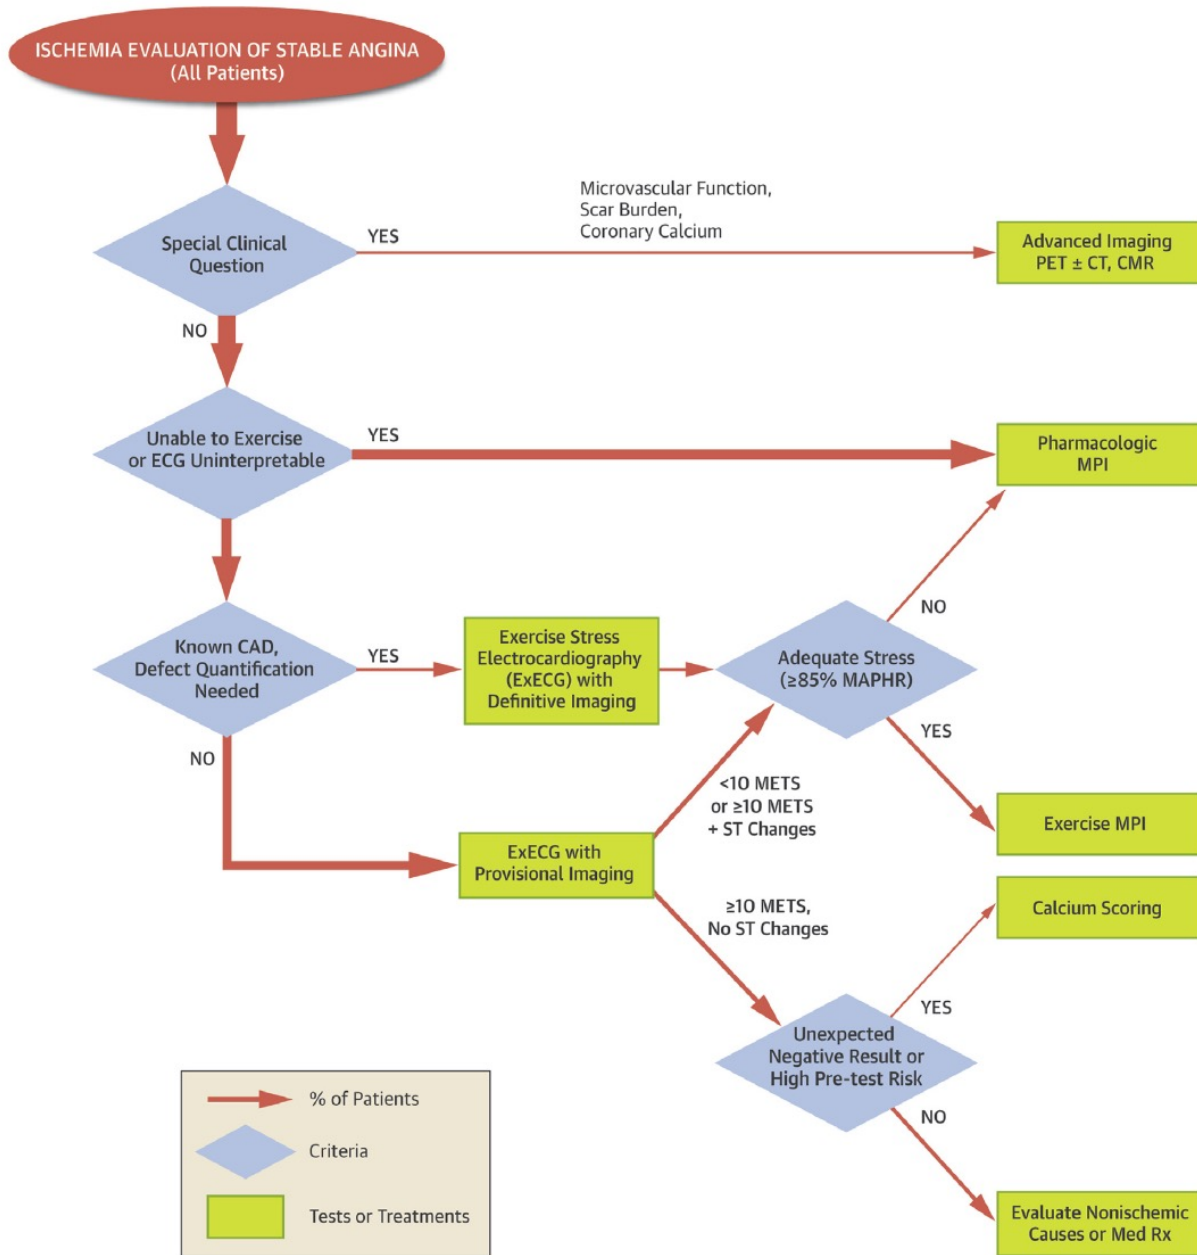 ISCHEMIA EVALUATION OF STABLE ANGINA
(All Patients)
Microvascular Function,
Scar Burden,
Coronary Calcium
Special Clinical
Question
YES
Advanced Imaging
PET ± CT, CMR
NO
Unable to Exercise
or ECG Uninterpretable
YES
Pharmacologic
MPI
Known CAD,
Defect Quantification
Needed
YES
Exercise Stress
Electrocardiography
(ExECG) with
Definitive Imaging
Adequate Stress
(≥85% MAPHR)
NO
YES
NO
<10 METS
or ≥10 METS
+ ST Changes
Exercise MPI
ExECG with
Provisional Imaging
≥10 METS,
No ST Changes
Calcium Scoring
YES
Unexpected
Negative Result or
High Pre-test Risk
NO
Evaluate Nonischemic
Causes or Med Rx
% of Patients
Criteria
Tests or Treatments